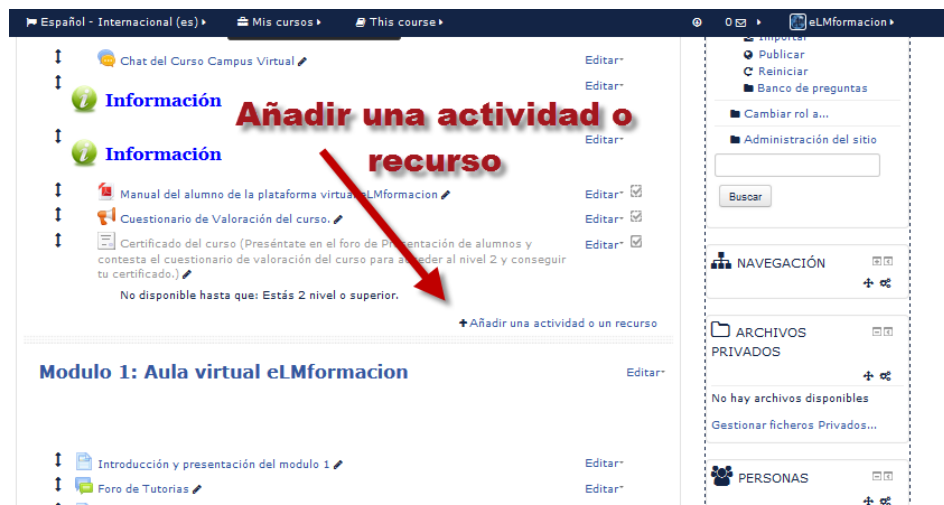 Español - Internacional (es) Mis cursos This course 0 eLMformacion
Chat del Curso Campus Virtual Editar
Información Editar
Añadir una actividad o
recurso
Información Editar
Manual del alumno de la plataforma virtual eLMformacion Editar
Cuestionario de Valoración del curso. Editar
Certificado del curso (Preséntate en el foro de Presentación de alumnos y Editar
contesta el cuestionario de valoración del curso para acceder al nivel 2 y conseguir
tu certificado.)
No disponible hasta que: Estás 2 nivel o superior.
+Añadir una actividad o un recurso
Modulo 1: Aula virtual eLMformacion Editar
Introducción y presentación del modulo 1 Editar
Foro de Tutorias Editar
Importar
Publicar
Reiniciar
Banco de preguntas
Cambiar rol a...
Administración del sitio
Buscar
NAVEGACIÓN
ARCHIVOS
PRIVADOS
No hay archivos disponibles
Gestionar ficheros Privados...
PERSONAS